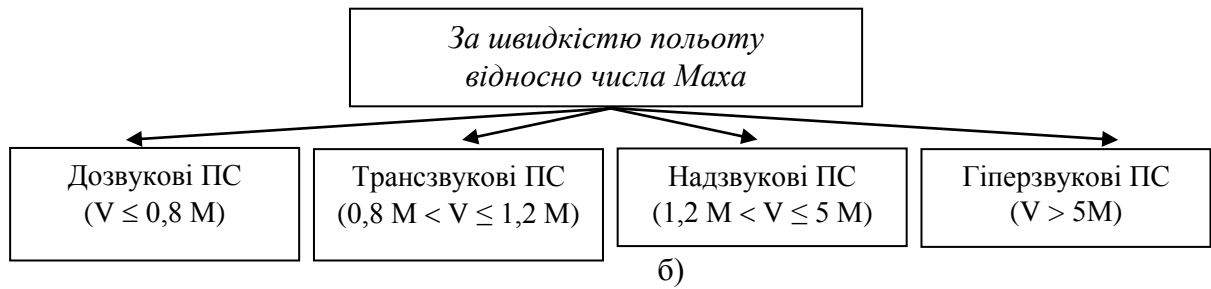 За швидкістю польоту
відносно числа Маха
Дозвукові ПС
(V ≤ 0,8 М)
Трансзвукові ПС
(0,8 М < V ≤ 1,2 М)
Надзвукові ПС
(1,2 М < V ≤ 5 М)
Гіперзвукові ПС
(V > 5М)
б)